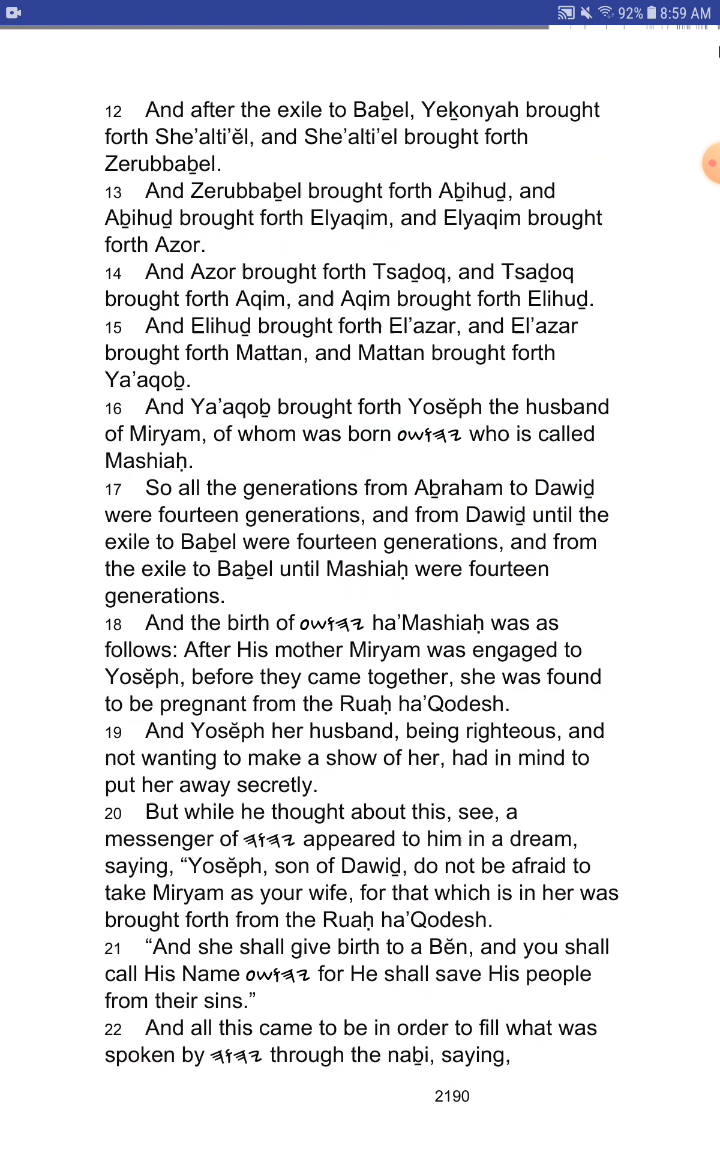 92% 8:59 AM
12 And after the exile to Baḇel, Yeḵonyah brought
forth She’alti’ĕl, and She’alti’el brought forth
Zerubbaḇel.
13 And Zerubbaḇel brought forth Aḇihuḏ, and
Aḇihuḏ brought forth Elyaqim, and Elyaqim brought
forth Azor.
14 And Azor brought forth Tsaḏoq, and Tsaḏoq
brought forth Aqim, and Aqim brought forth Elihuḏ.
15 And Elihuḏ brought forth El’azar, and El’azar
brought forth Mattan, and Mattan brought forth
Ya’aqoḇ.
16 And Ya’aqoḇ brought forth Yosĕph the husband
of Miryam, of whom was born 𐤉𐤄𐤅𐤔𐤏 who is called
Mashiaḥ.
17 So all the generations from Aḇraham to Dawiḏ
were fourteen generations, and from Dawiḏ until the
exile to Baḇel were fourteen generations, and from
the exile to Baḇel until Mashiaḥ were fourteen
generations.
18 And the birth of 𐤉𐤄𐤅𐤔𐤏 ha’Mashiaḥ was as
follows: After His mother Miryam was engaged to
Yosĕph, before they came together, she was found
to be pregnant from the Ruaḥ ha’Qodesh.
19 And Yosĕph her husband, being righteous, and
not wanting to make a show of her, had in mind to
put her away secretly.
20 But while he thought about this, see, a
messenger of 𐤉𐤄𐤅𐤄 appeared to him in a dream,
saying, “Yosĕph, son of Dawiḏ, do not be afraid to
take Miryam as your wife, for that which is in her was
brought forth from the Ruaḥ ha’Qodesh.
21 “And she shall give birth to a Bĕn, and you shall
call His Name 𐤉𐤄𐤅𐤔𐤏 for He shall save His people
from their sins.”
22 And all this came to be in order to fill what was
spoken by 𐤉𐤄𐤅𐤄 through the naḇi, saying,
2190